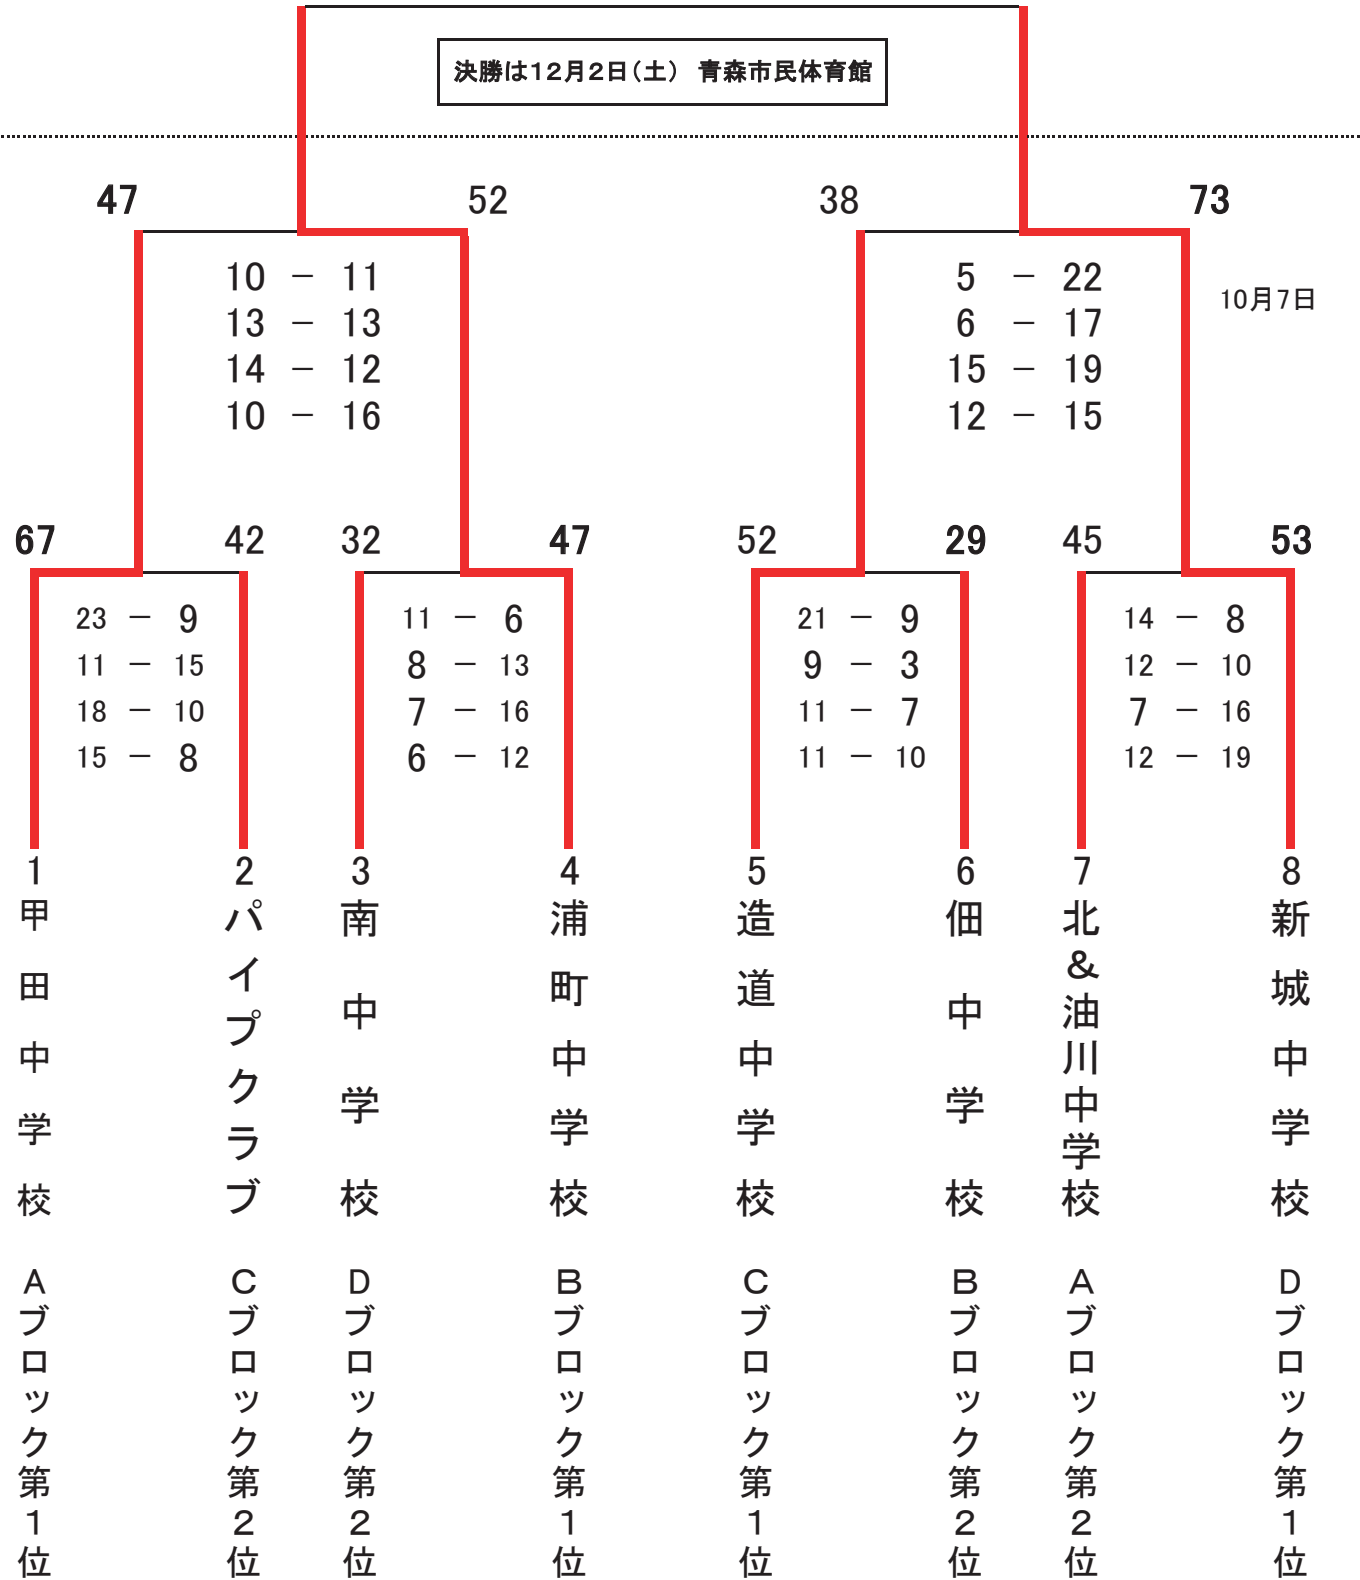 決勝は12月2日(土) 青森市民体育館
47 52 38 73
10 － 11 5 － 22
10月7日
13 － 13 6 － 17
14 － 12 15 － 19
10 － 16 12 － 15
67 42 32 47 52 29 45 53
23 － 9 11 － 6 21 － 9 14 － 8
11 － 15 8 － 13 9 － 3 12 － 10
18 － 10 7 － 16 11 － 7 7 － 16
15 － 8 6 － 12 11 － 10 12 － 19
1 2 3 4 5 6 7 8
甲田中学校 Aブロック第1位
パイプクラブ Cブロック第2位
南中学校 Dブロック第2位
浦町中学校 Bブロック第1位
造道中学校 Cブロック第1位
佃中学校 Bブロック第2位
北&油川中学校 Aブロック第2位
新城中学校 Dブロック第1位